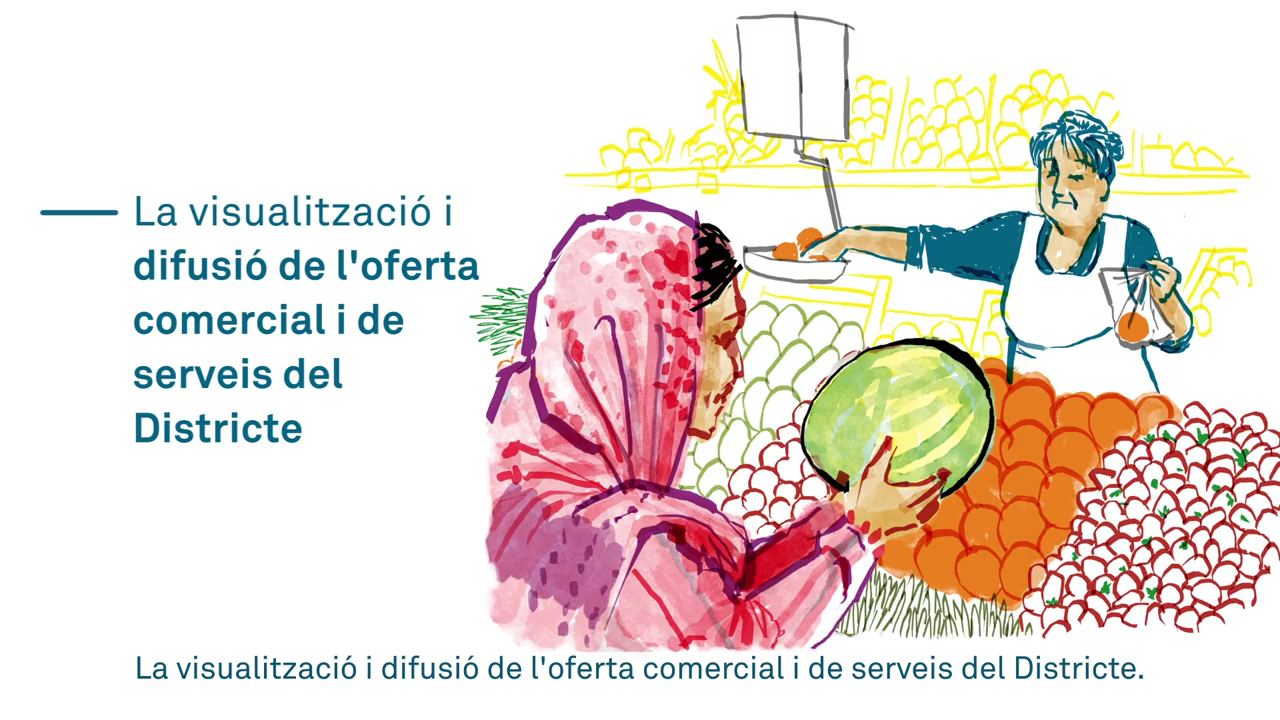 La visualització i
difusió de l'oferta
comercial i de
serveis del
Districte
La visualització i difusió de l'oferta comercial i de serveis del Districte.